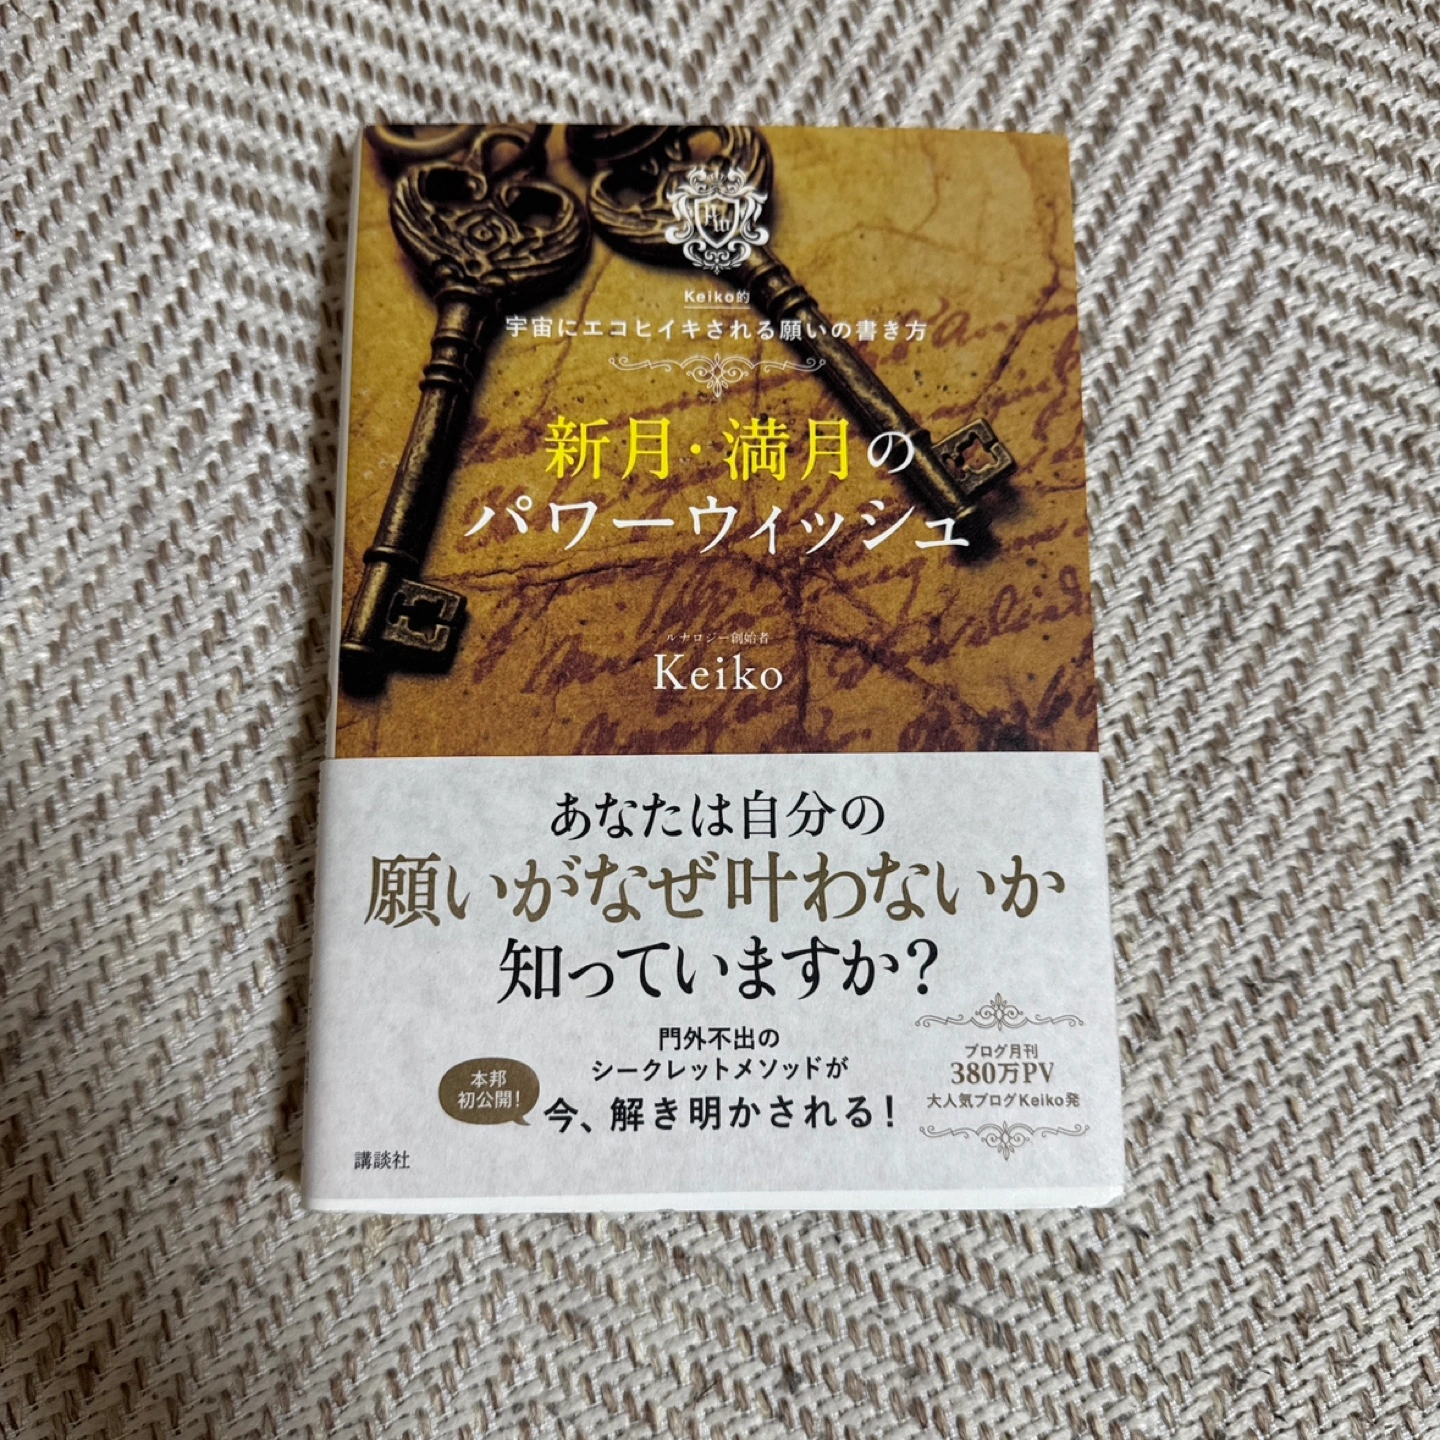 Keiko的
宇宙にエコヒイキされる願いの書き方
新月・満月の
パワーウィッシュ
ルナロジー創始者
Keiko
あなたは自分の
願いがなぜ叶わないか
知っていますか?
門外不出の
シークレットメソッドが
本邦
初公開!
今、解き明かされる!
ブログ月刊
380万PV
大人気ブログKeiko発
講談社